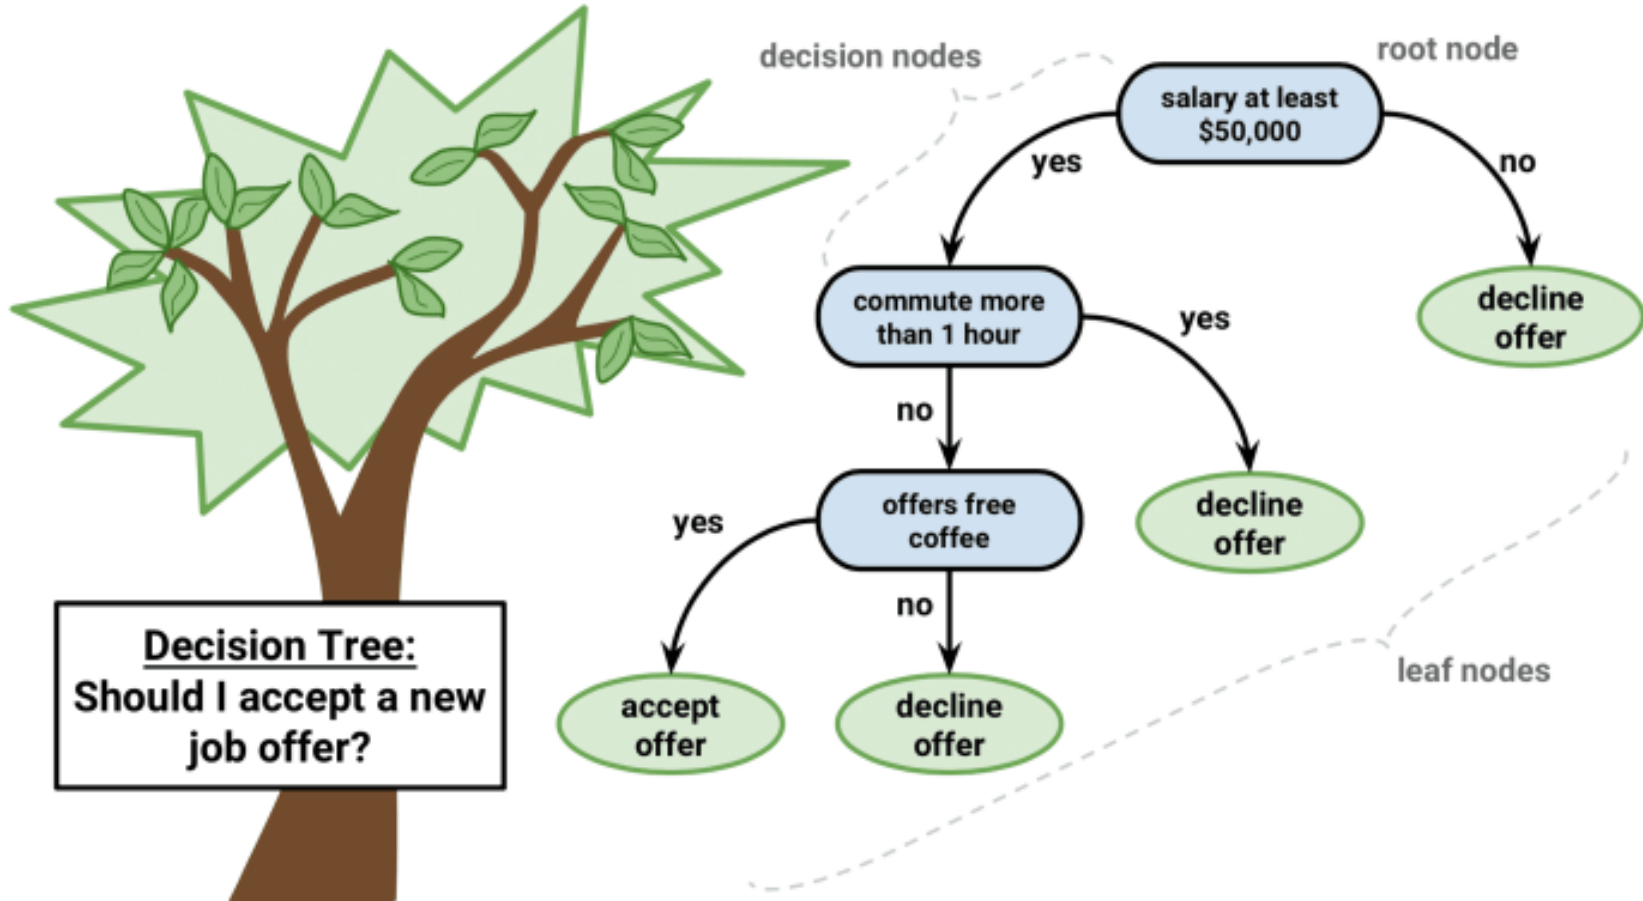 decision nodes
root node
salary at least
$50,000
yes
no
commute more
than 1 hour
decline
offer
yes
no
offers free
coffee
decline
offer
yes
no
leaf nodes
accept
offer
decline
offer
Decision Tree:
Should I accept a new
job offer?